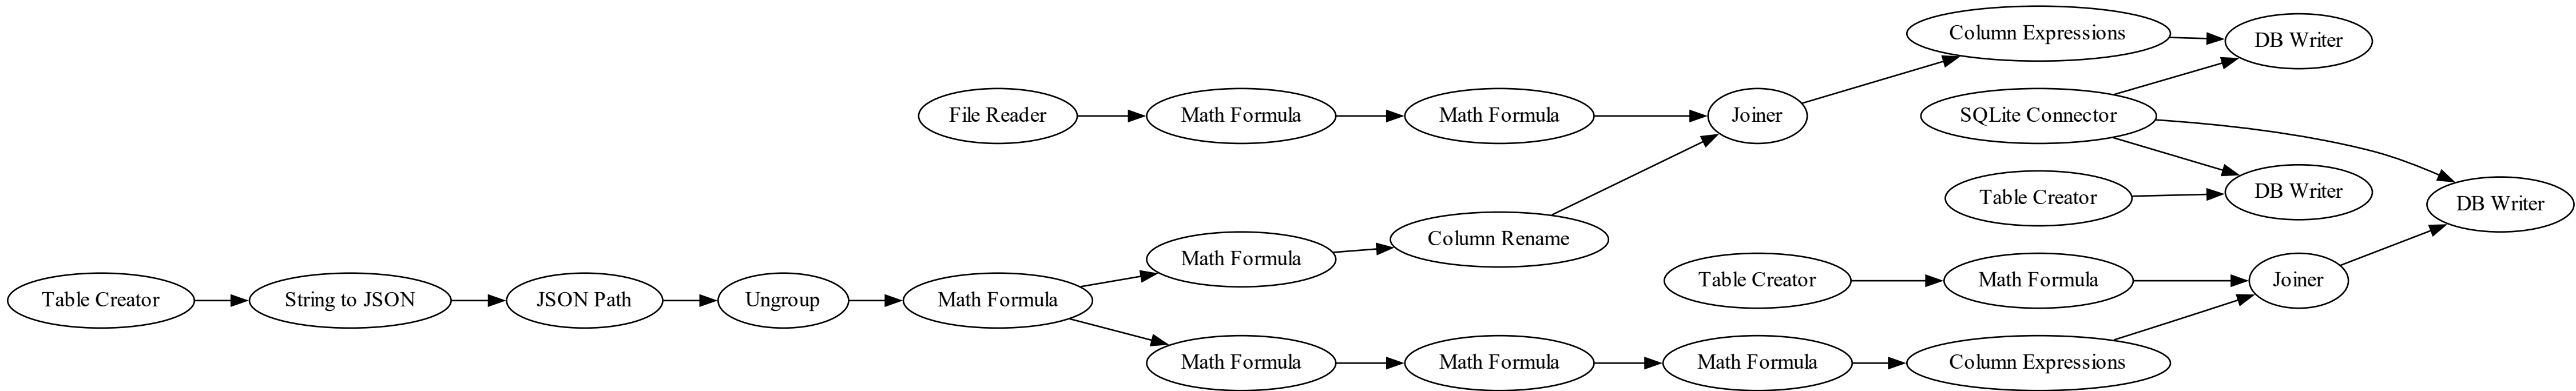 Column Expressions
DB Writer
File Reader
Math Formula
Math Formula
Joiner
SQLite Connector
Table Creator
DB Writer
DB Writer
Math Formula
Column Rename
Table Creator
String to JSON
JSON Path
Ungroup
Math Formula
Table Creator
Math Formula
Joiner
Math Formula
Math Formula
Math Formula
Column Expressions